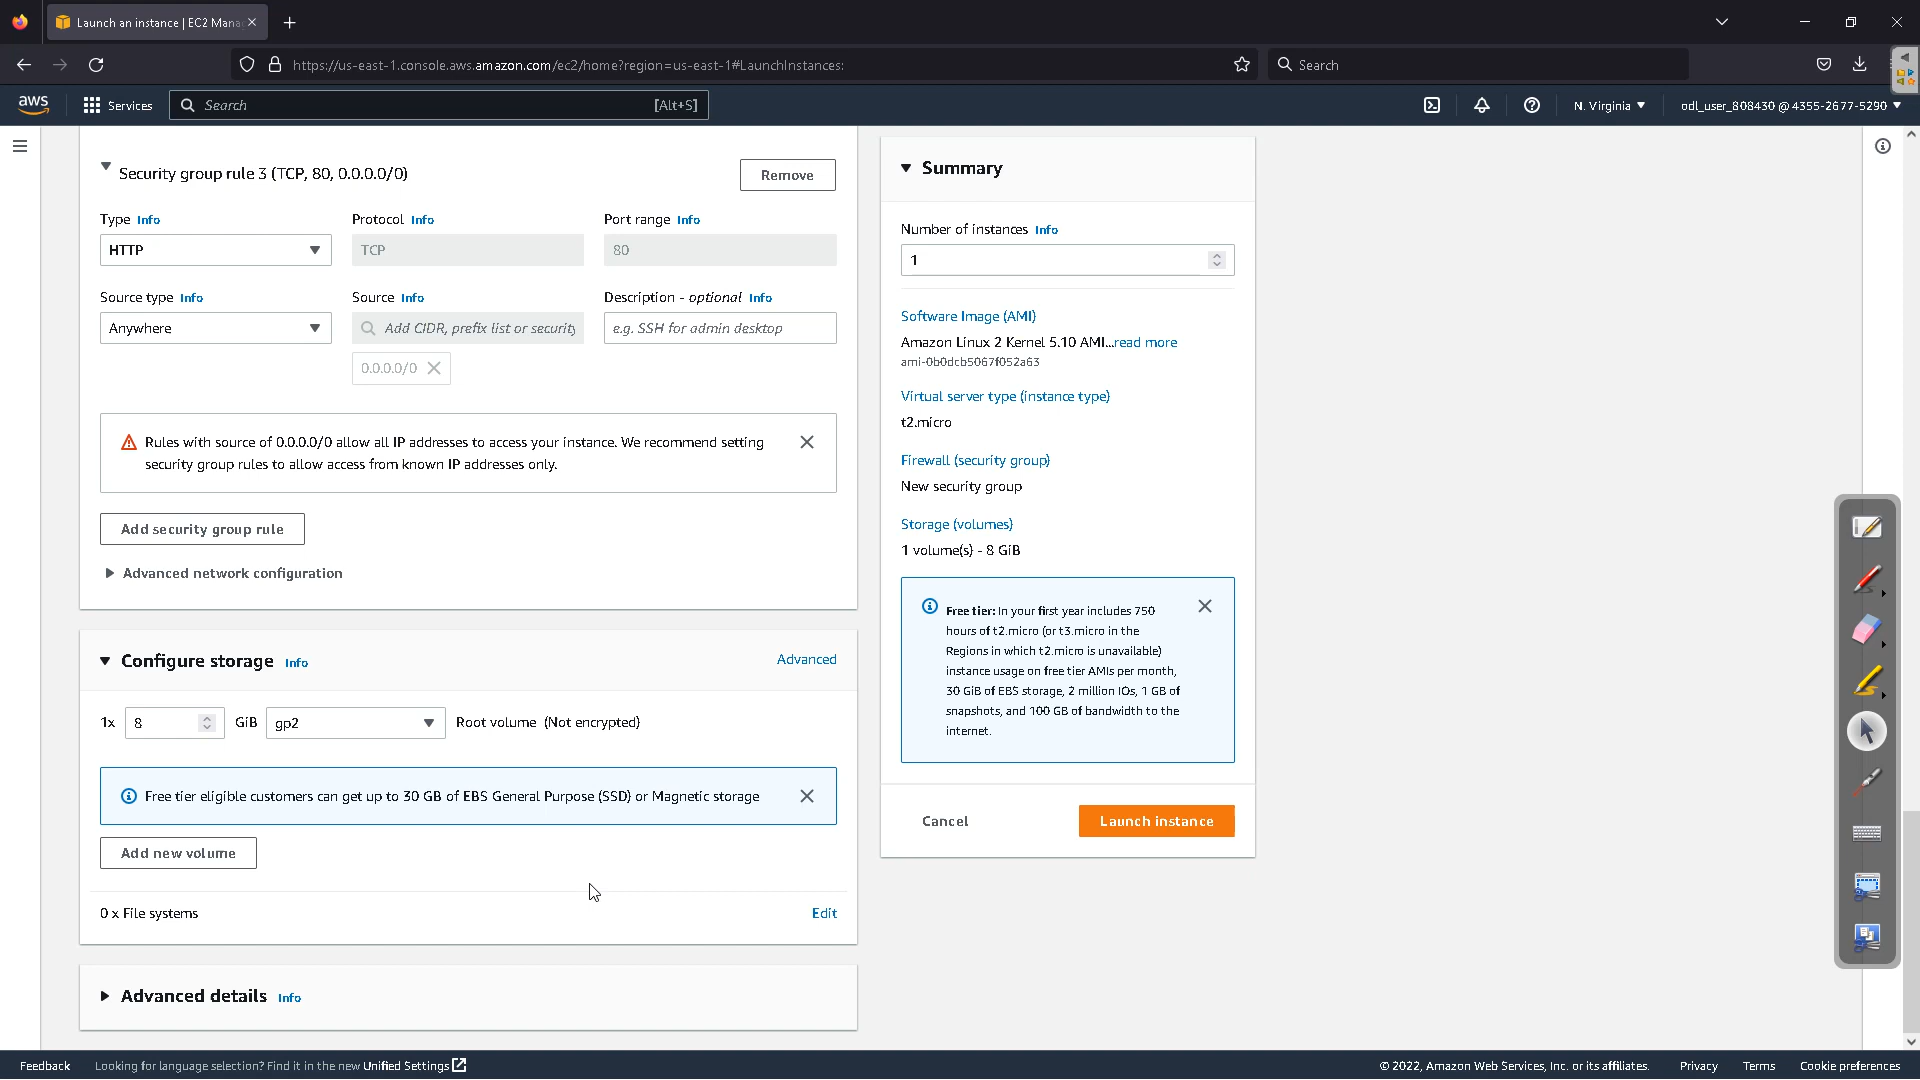 Launch an instance | EC2 Mana
https://us-east-1.console.aws.amazon.com/ec2/home?region=us-east-1#LaunchInstances:
Search
aws
Services
Search
[Alt+S]
N. Virginia
odl_user_808430 @ 4355-2677-5290
Security group rule 3 (TCP, 80, 0.0.0.0/0)
Remove
Type Info
Protocol Info
Port range Info
HTTP
TCP
80
Source type Info
Source Info
Description - optional Info
Anywhere
Add CIDR, prefix list or security
e.g. SSH for admin desktop
0.0.0.0/0
Rules with source of 0.0.0.0/0 allow all IP addresses to access your instance. We recommend setting
security group rules to allow access from known IP addresses only.
Add security group rule
Advanced network configuration
Configure storage Info
Advanced
1x
8
GiB
gp2
Root volume (Not encrypted)
Free tier eligible customers can get up to 30 GB of EBS General Purpose (SSD) or Magnetic storage
Add new volume
0 x File systems
Edit
Advanced details Info
Summary
Number of instances Info
1
Software Image (AMI)
Amazon Linux 2 Kernel 5.10 AMI...read more
ami-0b0dcb5067f052a63
Virtual server type (instance type)
t2.micro
Firewall (security group)
New security group
Storage (volumes)
1 volume(s) - 8 GiB
Free tier: In your first year includes 750
hours of t2.micro (or t3.micro in the
Regions in which t2.micro is unavailable)
instance usage on free tier AMIs per month,
30 GiB of EBS storage, 2 million IOs, 1 GB of
snapshots, and 100 GB of bandwidth to the
internet.
Cancel
Launch instance
Feedback
Looking for language selection? Find it in the new Unified Settings
© 2022, Amazon Web Services, Inc. or its affiliates.
Privacy
Terms
Cookie preferences